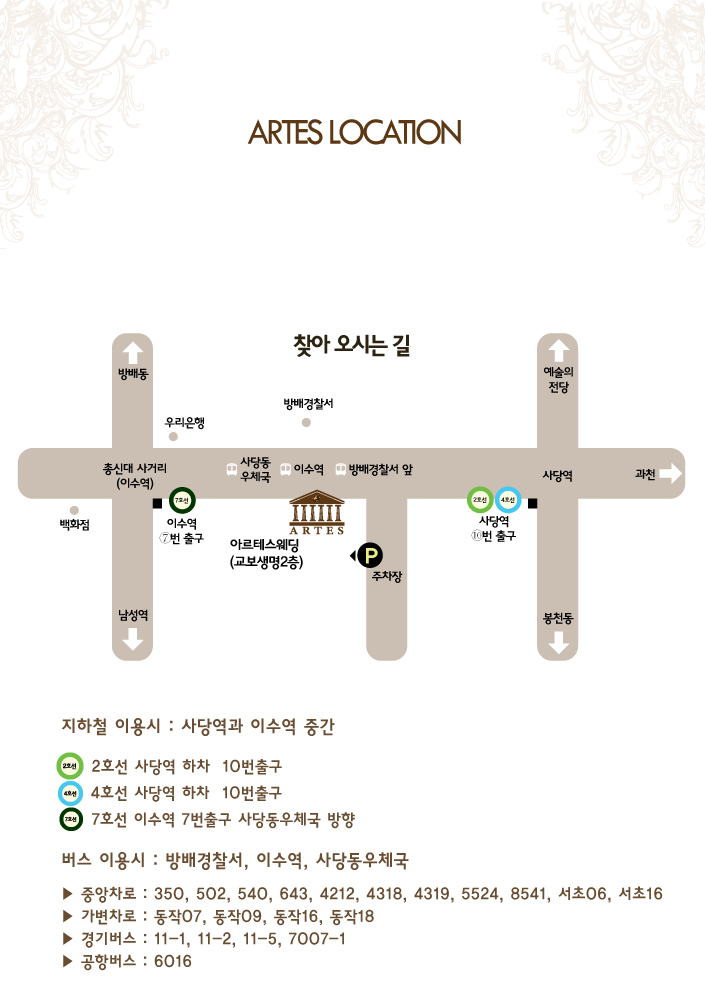 ARTES LOCATION
찾아 오시는 길
방배동
예술의
전당
방배경찰서
우리은행
총신대 사거리
(이수역)
사당동
우체국
이수역
방배경찰서 앞
사당역
과천
7호선
2호선
4호선
백화점
이수역
⑦번 출구
ARTES
사당역
⑩번 출구
아르테스웨딩
(교보생명2층)
P
주차장
남성역
봉천동
지하철 이용시 : 사당역과 이수역 중간
2호선 2호선 사당역 하차 10번출구
4호선 4호선 사당역 하차 10번출구
7호선 7호선 이수역 7번출구 사당동우체국 방향
버스 이용시 : 방배경찰서, 이수역, 사당동우체국
▶ 중앙차로 : 350, 502, 540, 643, 4212, 4318, 4319, 5524, 8541, 서초06, 서초16
▶ 가변차로 : 동작07, 동작09, 동작16, 동작18
▶ 경기버스 : 11-1, 11-2, 11-5, 7007-1
▶ 공항버스 : 6016